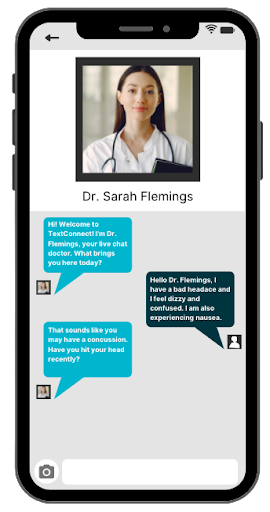 Dr. Sarah Flemings
Hi! Welcome to
TextConnect! I'm Dr.
Flemings, your live chat
doctor. What brings
you here today?
Hello Dr. Flemings, I
have a bad headace and
I feel dizzy and
confused. I am also
experiencing nausea.
That sounds like you
may have a concussion.
Have you hit your head
recently?